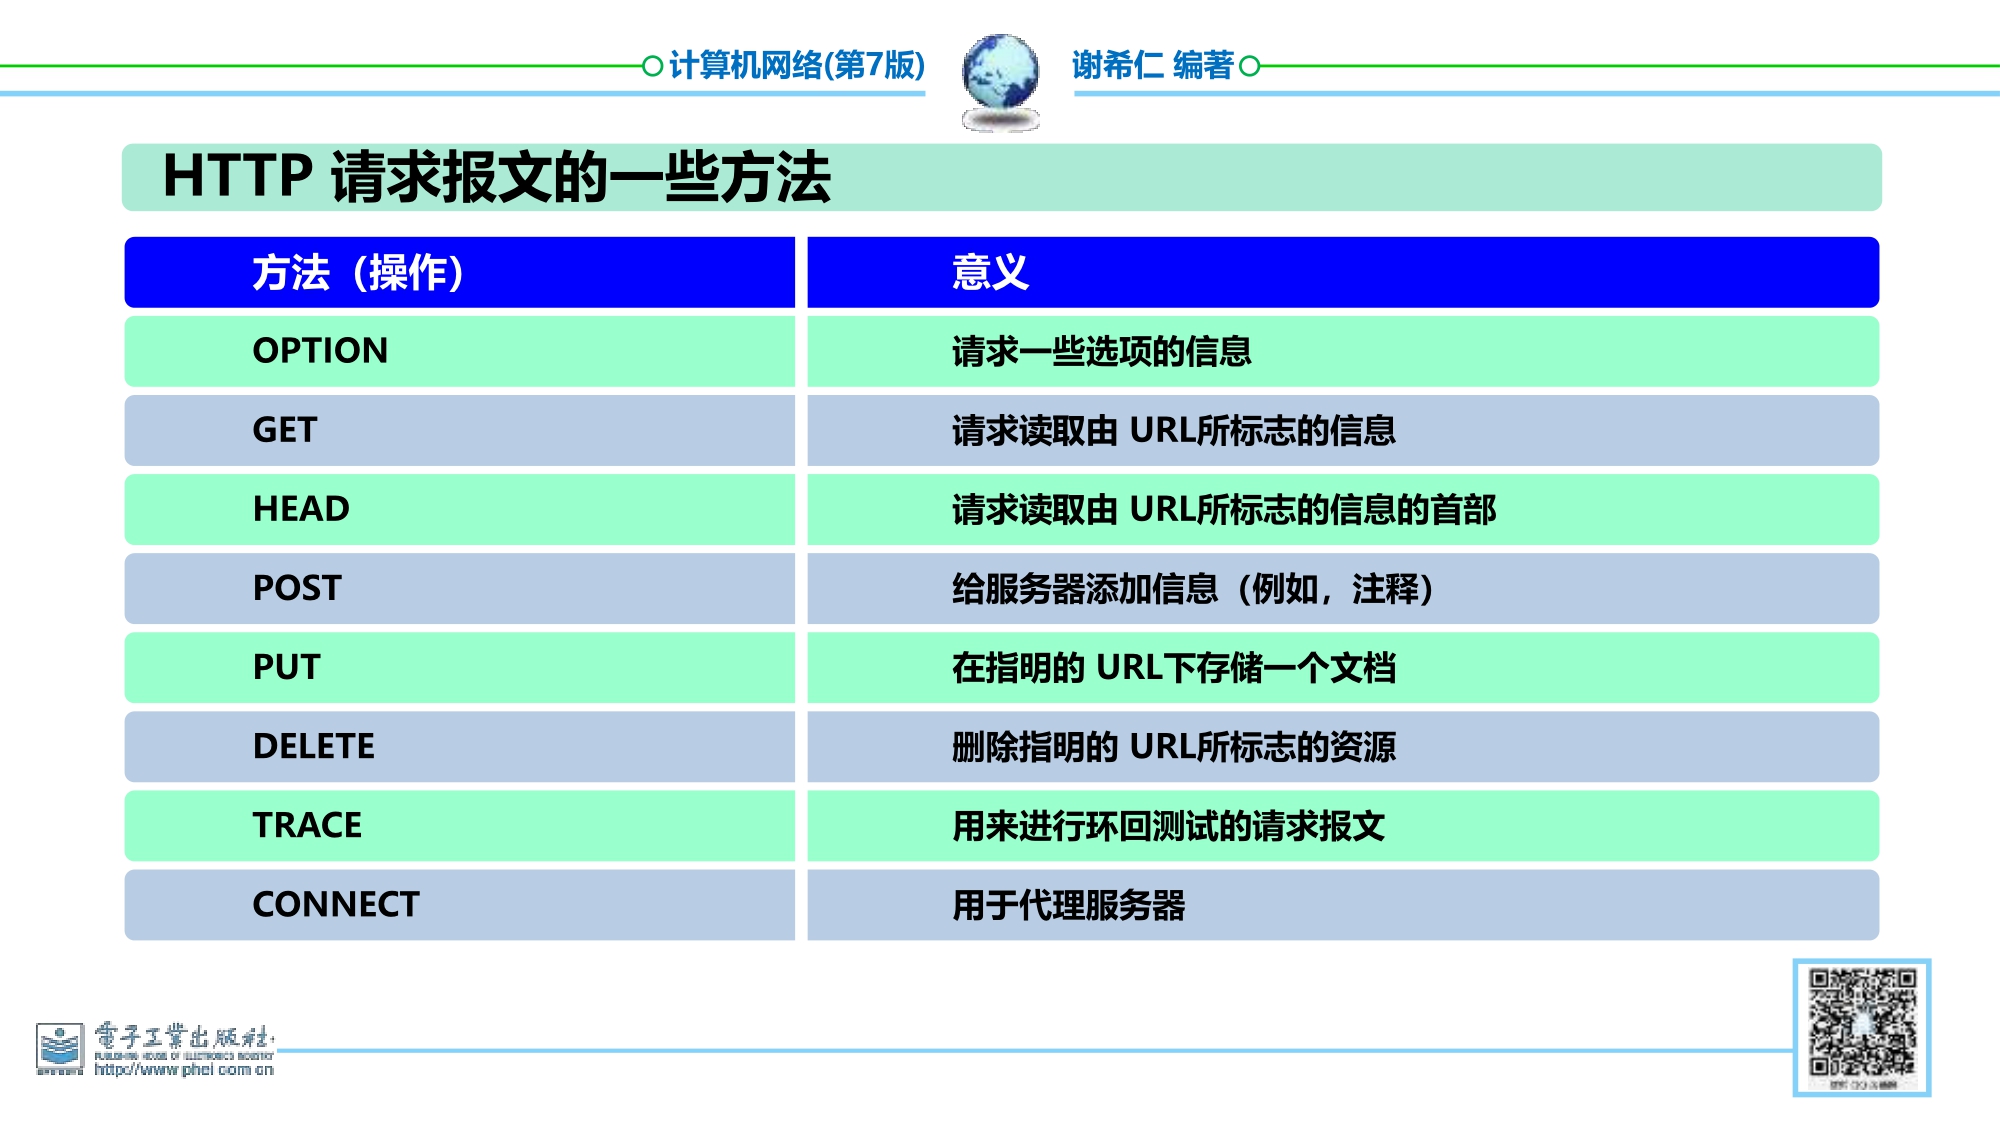 计算机网络(第7版)
谢希仁 编著
HTTP 请求报文的一些方法
方法（操作） 意义
OPTION 请求一些选项的信息
GET 请求读取由 URL所标志的信息
HEAD 请求读取由 URL所标志的信息的首部
POST 给服务器添加信息（例如，注释）
PUT 在指明的 URL下存储一个文档
DELETE 删除指明的 URL所标志的资源
TRACE 用来进行环回测试的请求报文
CONNECT 用于代理服务器
電子工業出版社
PUBLISHING HOUSE OF ELECTRONICS INDUSTRY
http://www.phei.com.cn